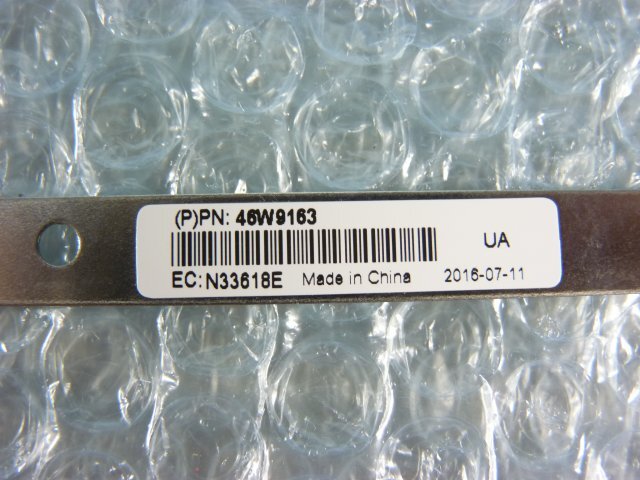 (P)PN: 46W9163
UA
EC: N33618E Made in China 2016-07-11